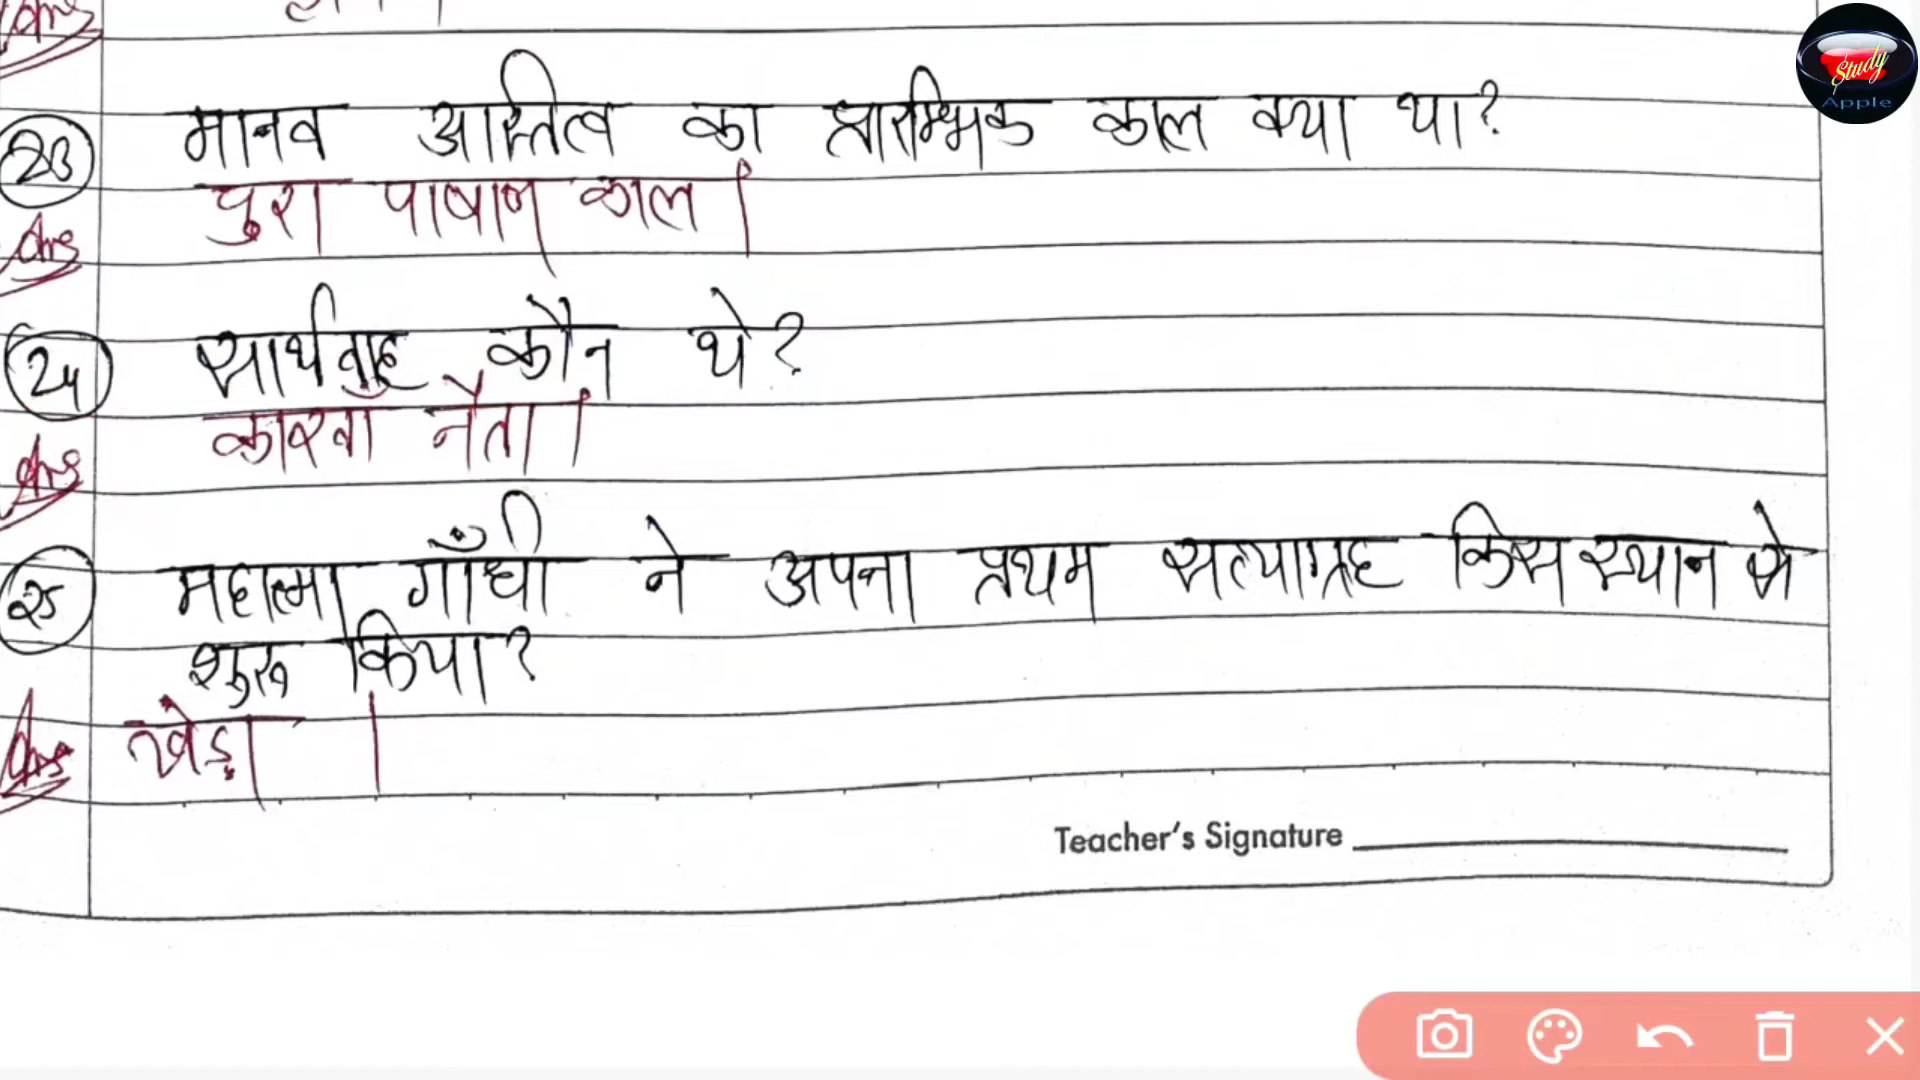 Study
Apple
(23) मानव अस्तित्व का प्रारम्भिक काल क्या था?
Ans पुरा पाषाण काल।
(24) सार्थवाह कौन थे?
Ans कारवा नेता।
(25) महात्मा गाँधी ने अपना प्रथम सत्याग्रह किस स्थान से
शुरू किया?
Ans खेड़ा ।
Teacher's Signature